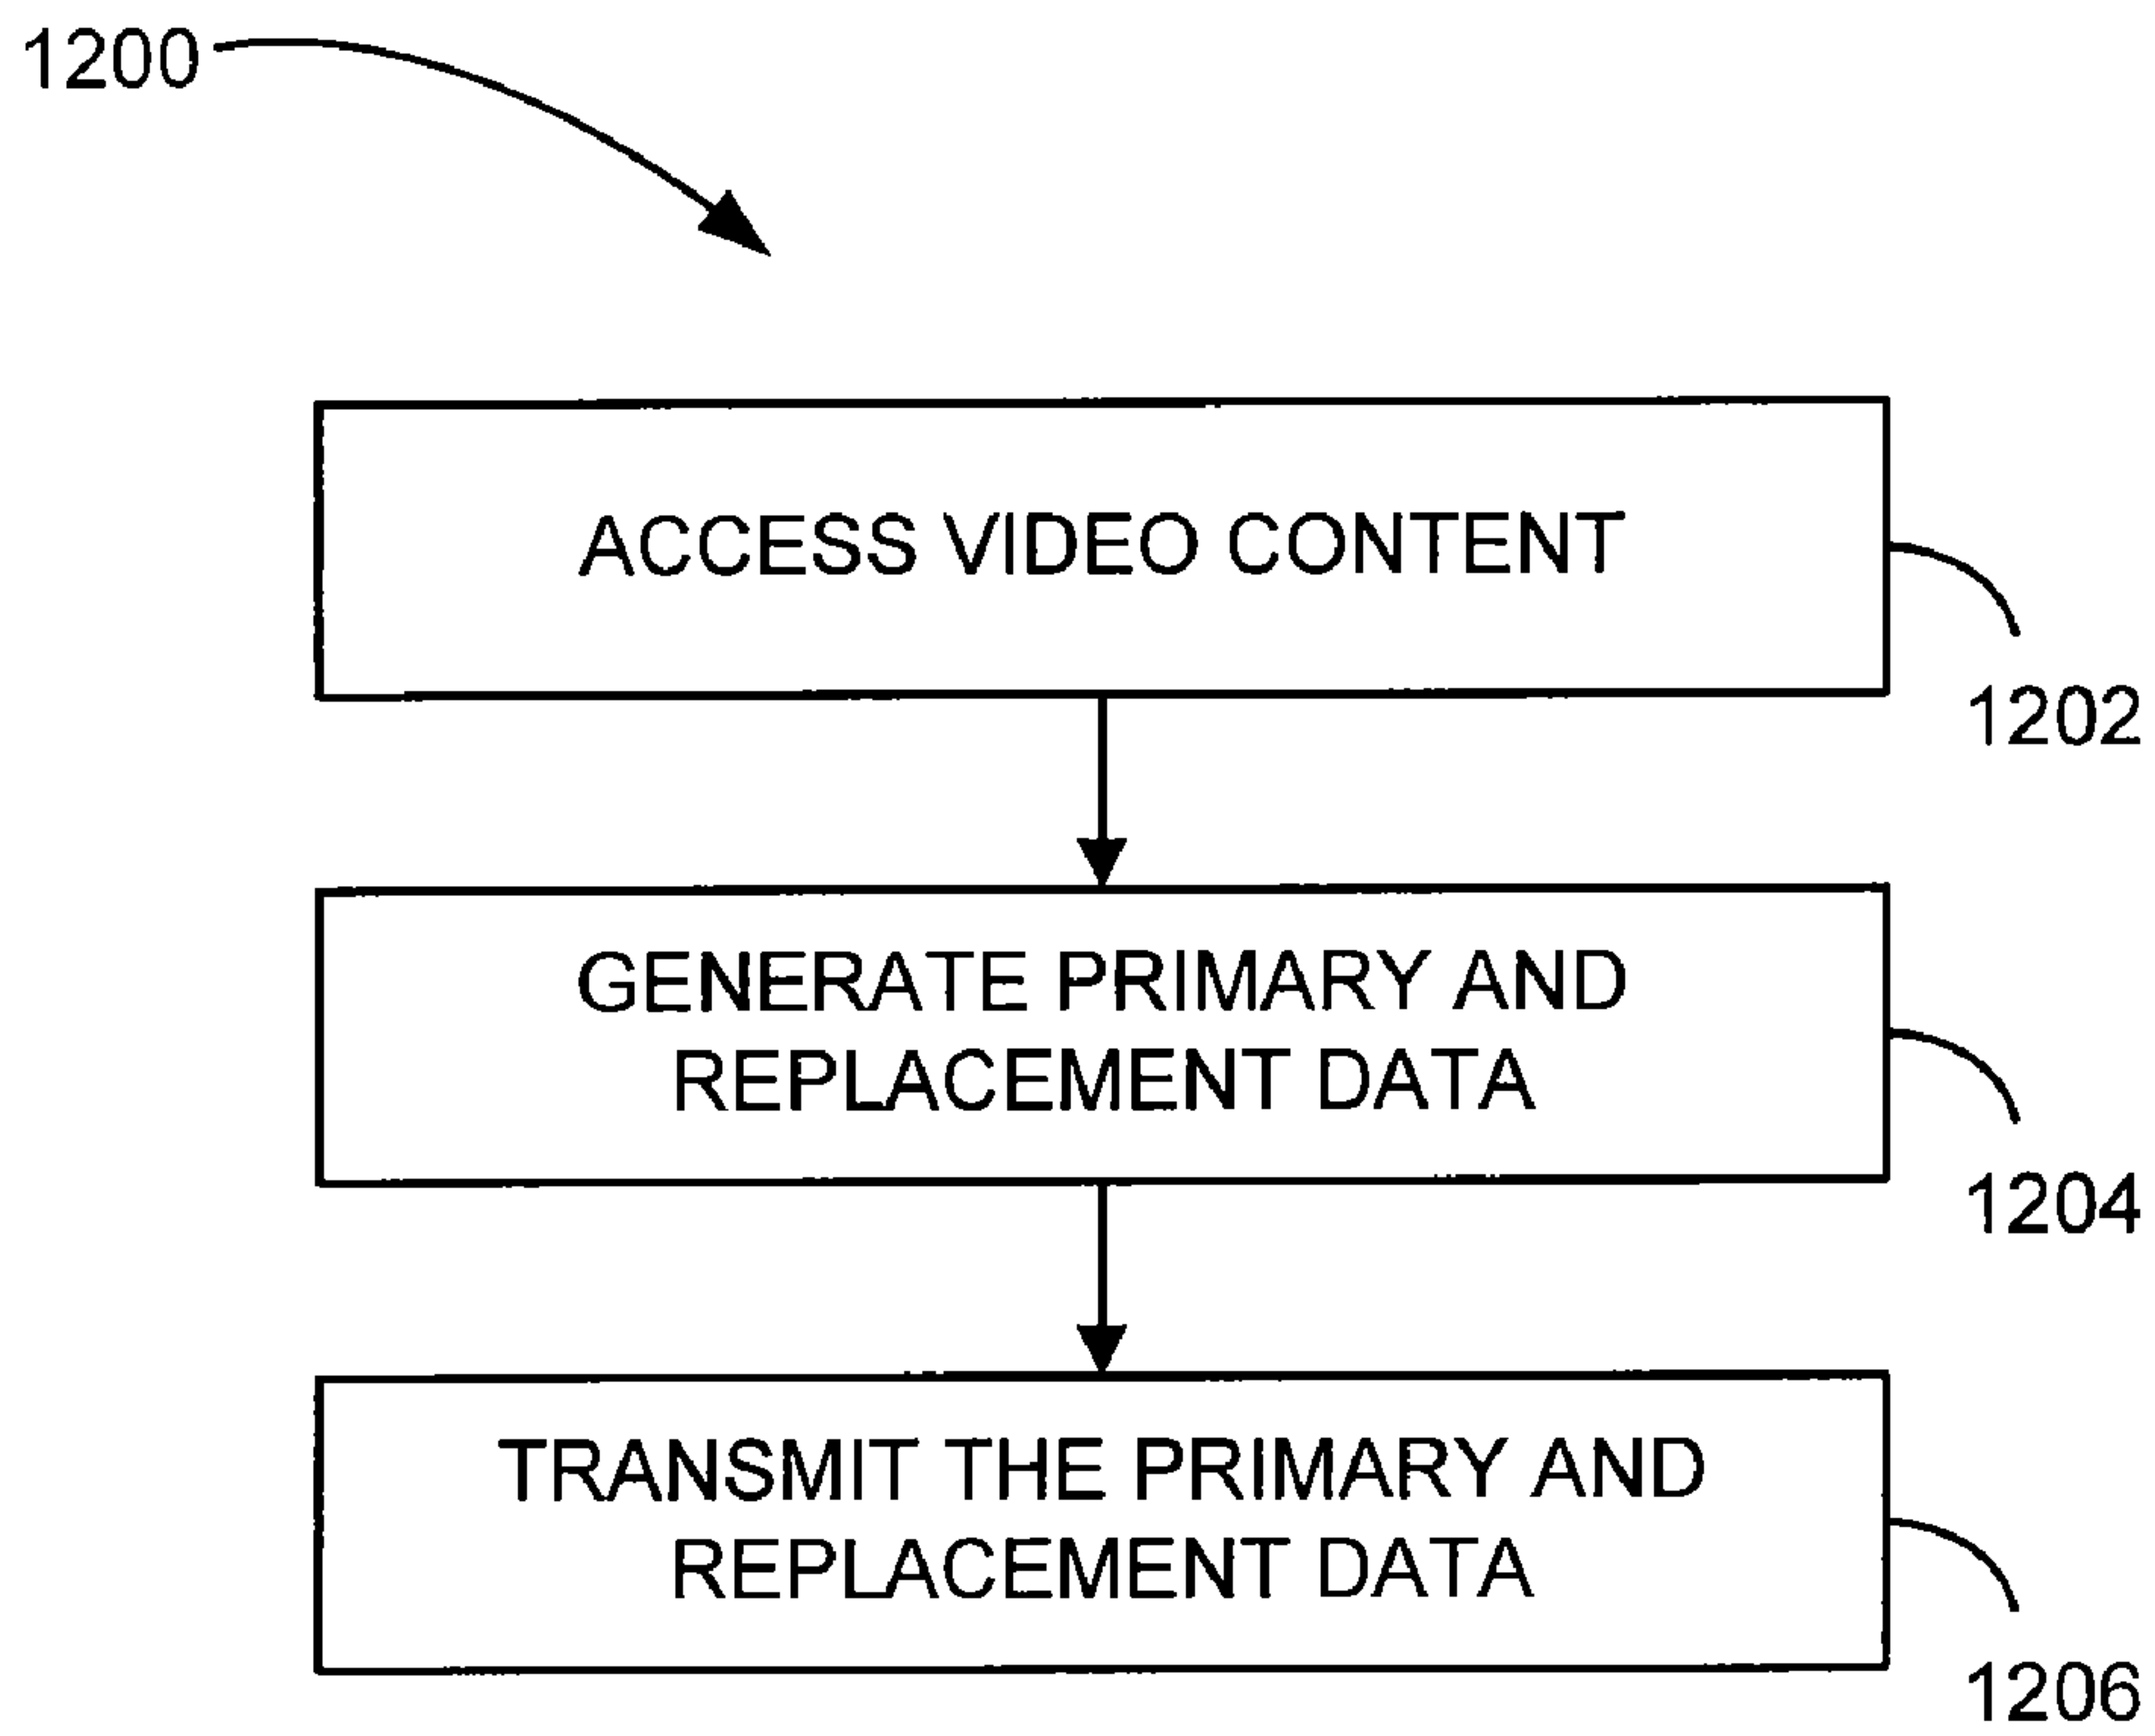 1200
ACCESS VIDEO CONTENT
1202
GENERATE PRIMARY AND
REPLACEMENT DATA
1204
TRANSMIT THE PRIMARY AND
REPLACEMENT DATA
1206